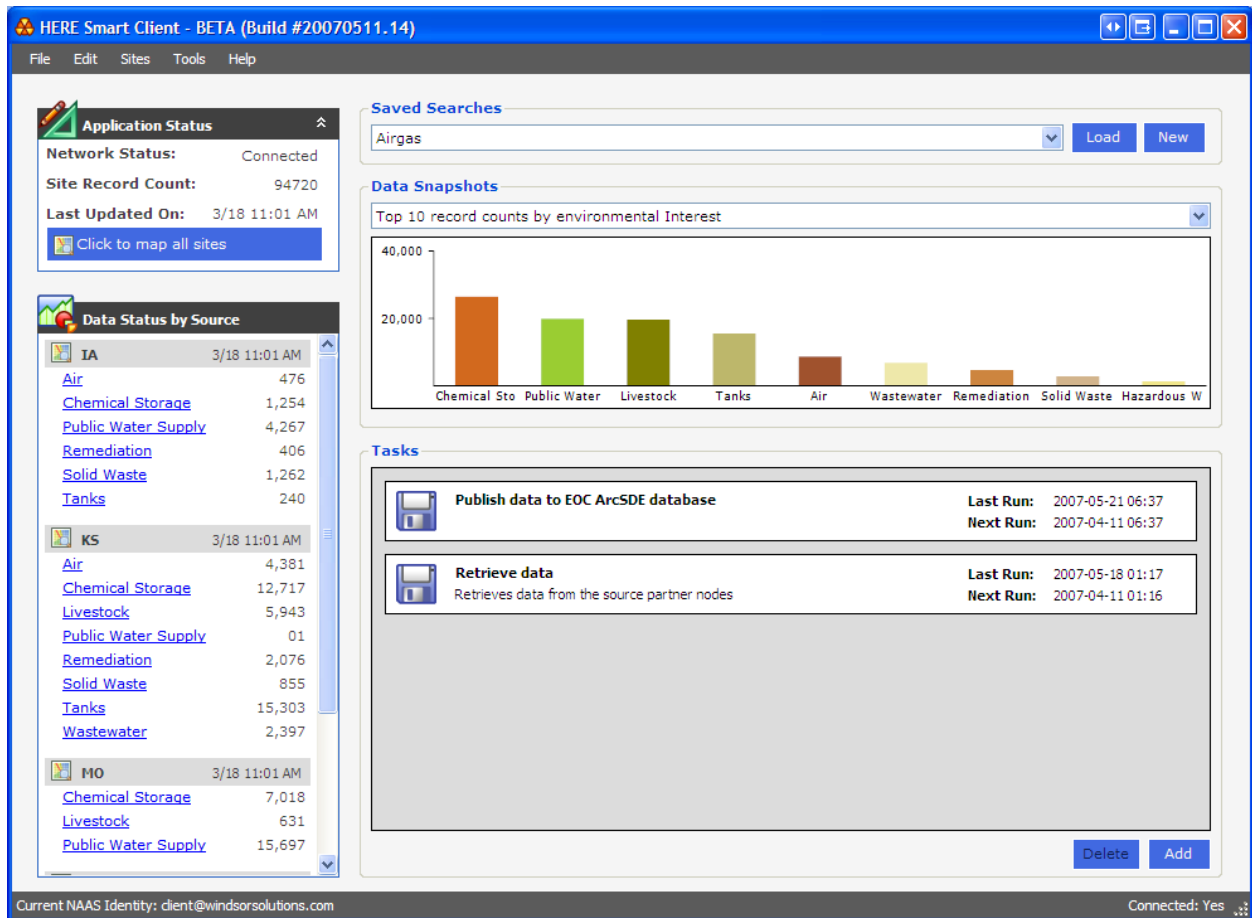 HERE Smart Client - BETA (Build #20070511.14)
File Edit Sites Tools Help
Application Status
Network Status: Connected
Site Record Count: 94720
Last Updated On: 3/18 11:01 AM
Click to map all sites
Data Status by Source
IA 3/18 11:01 AM
Air 476
Chemical Storage 1,254
Public Water Supply 4,267
Remediation 406
Solid Waste 1,262
Tanks 240
KS 3/18 11:01 AM
Air 4,381
Chemical Storage 12,717
Livestock 5,943
Public Water Supply 01
Remediation 2,076
Solid Waste 855
Tanks 15,303
Wastewater 2,397
MO 3/18 11:01 AM
Chemical Storage 7,018
Livestock 631
Public Water Supply 15,697
Saved Searches
Airgas Load New
Data Snapshots
Top 10 record counts by environmental Interest
40,000
20,000
Chemical Sto Public Water Livestock Tanks Air Wastewater Remediation Solid Waste Hazardous W
Tasks
Publish data to EOC ArcSDE database Last Run: 2007-05-21 06:37
Next Run: 2007-04-11 06:37
Retrieve data Last Run: 2007-05-18 01:17
Retrieves data from the source partner nodes Next Run: 2007-04-11 01:16
Delete Add
Current NAAS Identity: client@windsorsolutions.com Connected: Yes